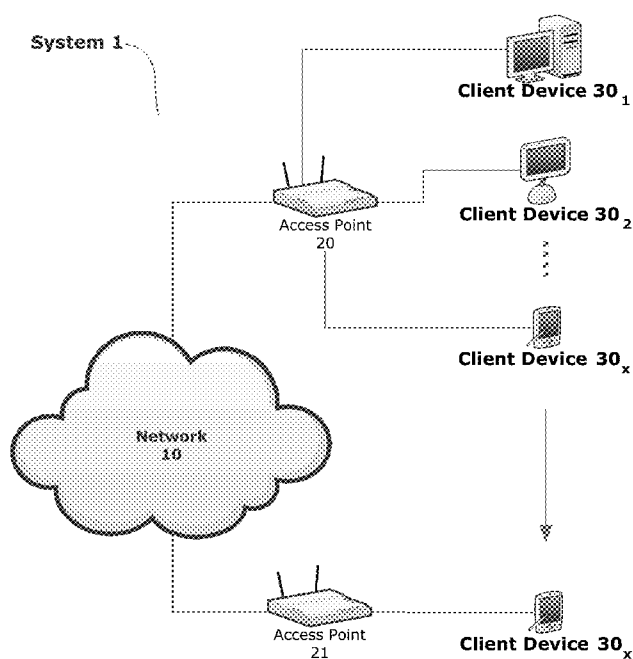 System 1
Client Device 30 1
Client Device 30 2
Access Point
20
Client Device 30 x
Network
10
Access Point
21
Client Device 30 x